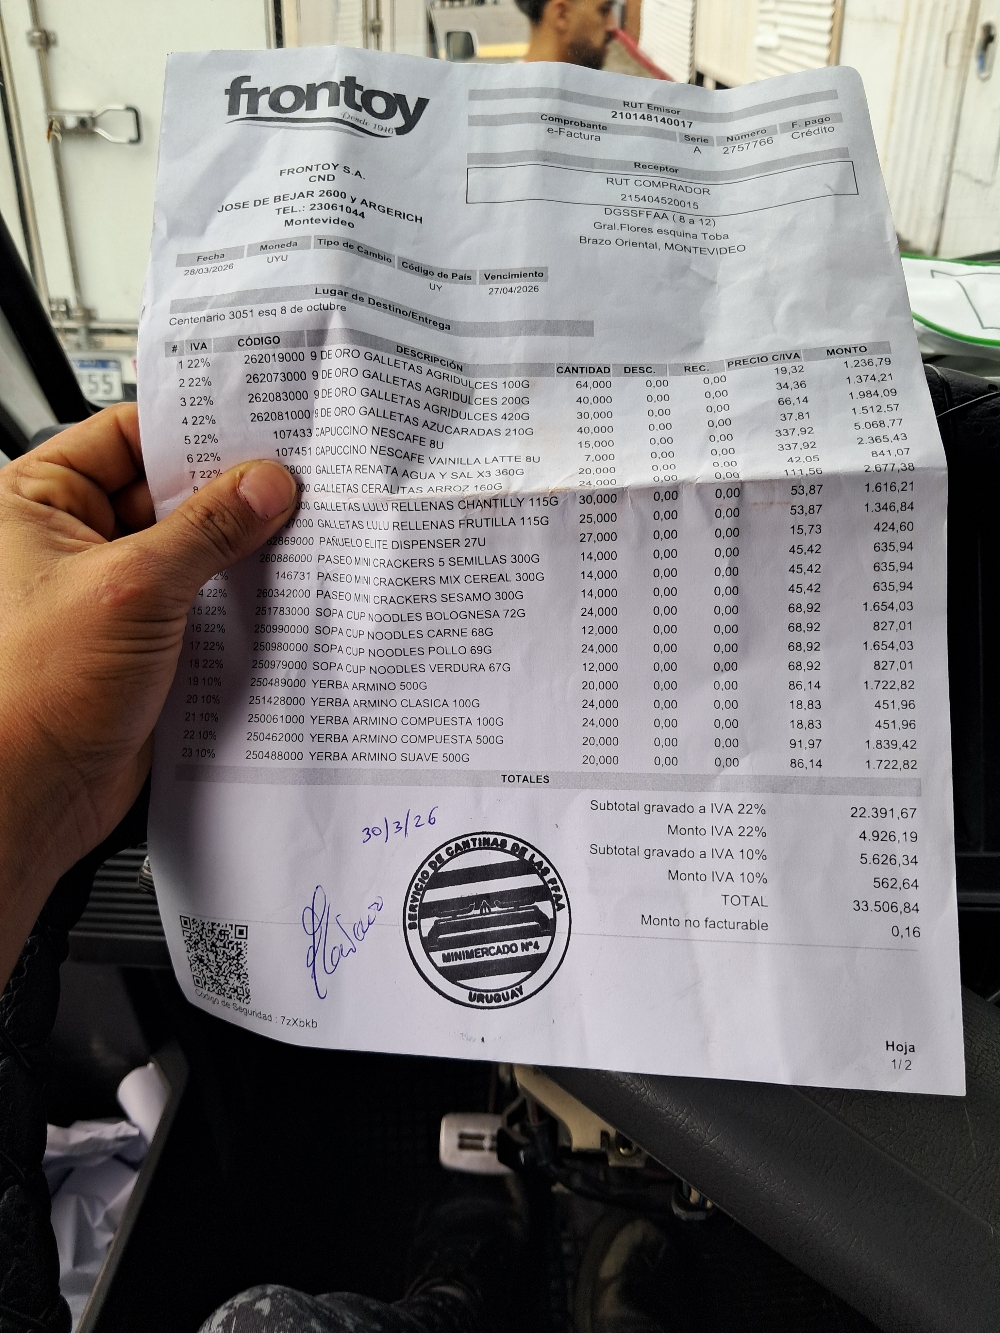 frontoy
Desde 1946
FRONTOY S.A.
CND
JOSE DE BEJAR 2600 y ARGERICH
TEL.: 23061044
Montevideo
RUT Emisor
210148140017
Comprobante Serie Número F. pago
e-Factura A 2757766 Crédito
Receptor
RUT COMPRADOR
215404520015
DGSSFFAA ( 8 a 12)
Gral.Flores esquina Toba
Brazo Oriental, MONTEVIDEO
Fecha Moneda Tipo de Cambio Código de País Vencimiento
28/03/2026 UYU UY 27/04/2026
Lugar de Destino/Entrega
Centenario 3051 esq 8 de octubre
# IVA CÓDIGO DESCRIPCIÓN CANTIDAD DESC. REC. PRECIO C/IVA MONTO
1 22% 262019000 9 DE ORO GALLETAS AGRIDULCES 100G 64,000 0,00 0,00 19,32 1.236,79
2 22% 262073000 9 DE ORO GALLETAS AGRIDULCES 200G 40,000 0,00 0,00 34,36 1.374,21
3 22% 262083000 9 DE ORO GALLETAS AGRIDULCES 420G 30,000 0,00 0,00 66,14 1.984,09
4 22% 262081000 9 DE ORO GALLETAS AZUCARADAS 210G 40,000 0,00 0,00 37,81 1.512,57
5 22% 107433 CAPUCCINO NESCAFE 8U 15,000 0,00 0,00 337,92 5.068,77
6 22% 107451 CAPUCCINO NESCAFE VAINILLA LATTE 8U 7,000 0,00 0,00 337,92 2.365,43
7 22% GALLETA RENATA AGUA Y SAL X3 360G 20,000 0,00 0,00 42,05 841,07
8 GALLETAS CERALITAS ARROZ 160G 24,000 0,00 0,00 111,56 2.677,38
GALLETAS LULU RELLENAS CHANTILLY 115G 30,000 0,00 0,00 53,87 1.616,21
GALLETAS LULU RELLENAS FRUTILLA 115G 25,000 0,00 0,00 53,87 1.346,84
PAÑUELO ELITE DISPENSER 27U 27,000 0,00 0,00 15,73 424,60
260886000 PASEO MINI CRACKERS 5 SEMILLAS 300G 14,000 0,00 0,00 45,42 635,94
22% 146731 PASEO MINI CRACKERS MIX CEREAL 300G 14,000 0,00 0,00 45,42 635,94
4 22% 260342000 PASEO MINI CRACKERS SESAMO 300G 14,000 0,00 0,00 45,42 635,94
15 22% 251783000 SOPA CUP NOODLES BOLOGNESA 72G 24,000 0,00 0,00 68,92 1.654,03
16 22% 250990000 SOPA CUP NOODLES CARNE 68G 12,000 0,00 0,00 68,92 827,01
17 22% 250980000 SOPA CUP NOODLES POLLO 69G 24,000 0,00 0,00 68,92 1.654,03
18 22% 250979000 SOPA CUP NOODLES VERDURA 67G 12,000 0,00 0,00 68,92 827,01
19 10% 250489000 YERBA ARMINO 500G 20,000 0,00 0,00 86,14 1.722,82
20 10% 251428000 YERBA ARMINO CLASICA 100G 24,000 0,00 0,00 18,83 451,96
21 10% 250061000 YERBA ARMINO COMPUESTA 100G 24,000 0,00 0,00 18,83 451,96
22 10% 250462000 YERBA ARMINO COMPUESTA 500G 20,000 0,00 0,00 91,97 1.839,42
23 10% 250488000 YERBA ARMINO SUAVE 500G 20,000 0,00 0,00 86,14 1.722,82
TOTALES
Subtotal gravado a IVA 22% 22.391,67
Monto IVA 22% 4.926,19
Subtotal gravado a IVA 10% 5.626,34
Monto IVA 10% 562,64
TOTAL 33.506,84
Monto no facturable 0,16
30/3/26
SERVICIO DE CANTINAS DE LAS FFAA
MINIMERCADO Nº4
URUGUAY
Código de Seguridad : 7zXbkb
Hoja
1/2
55